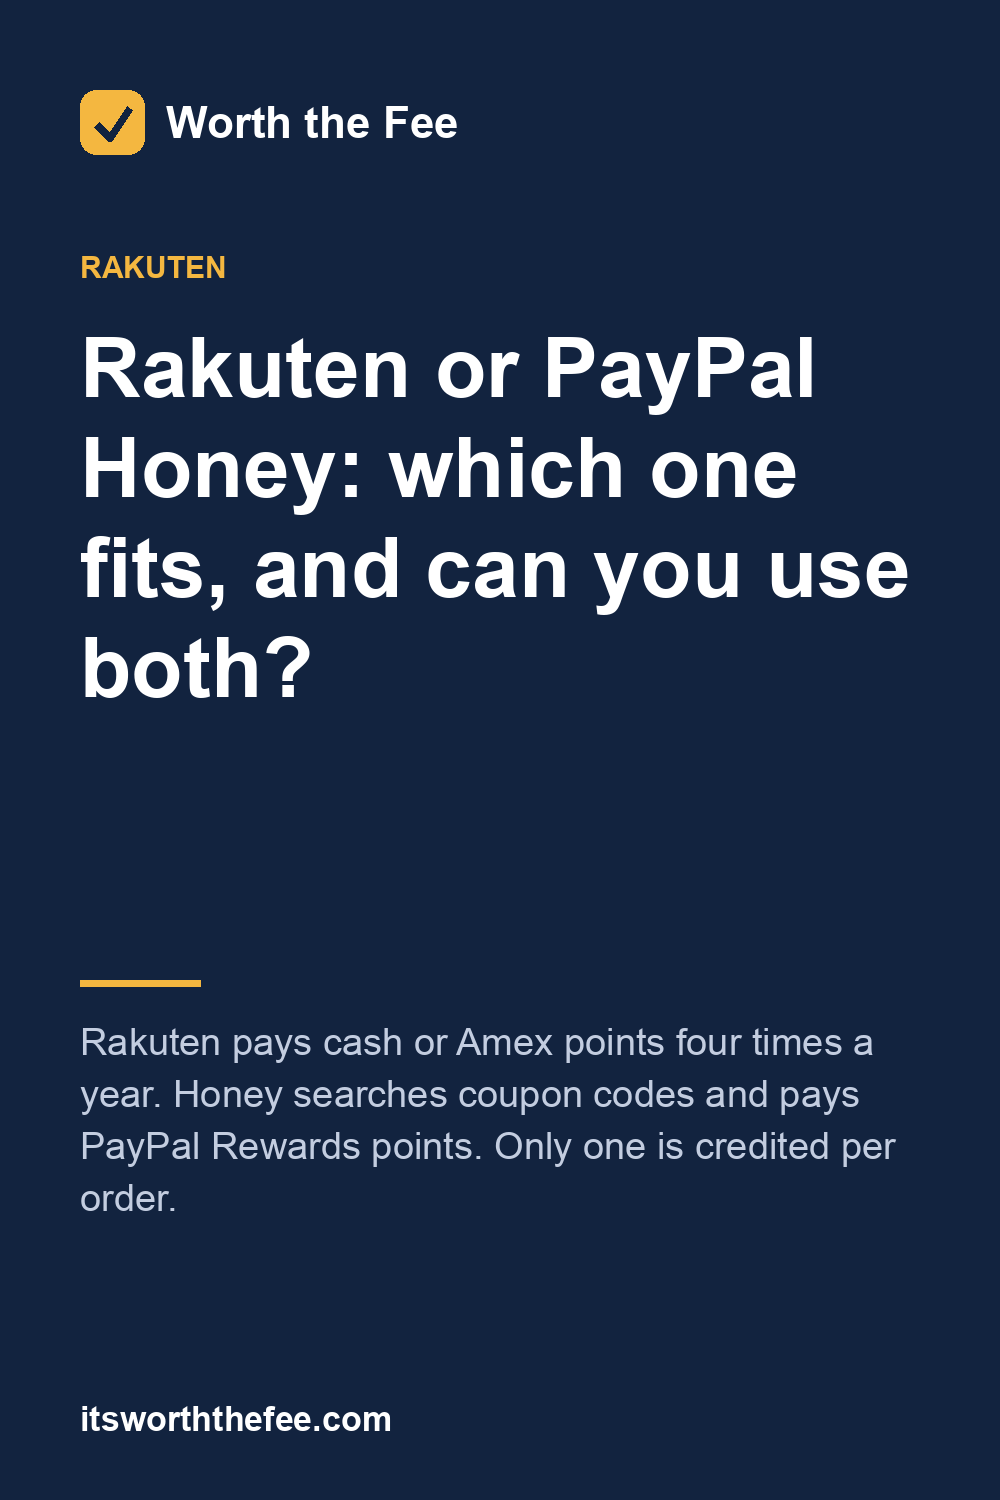 Worth the Fee
RAKUTEN
Rakuten or PayPal
Honey: which one
fits, and can you use
both?
Rakuten pays cash or Amex points four times a
year. Honey searches coupon codes and pays
PayPal Rewards points. Only one is credited per
order.
itsworththefee.com